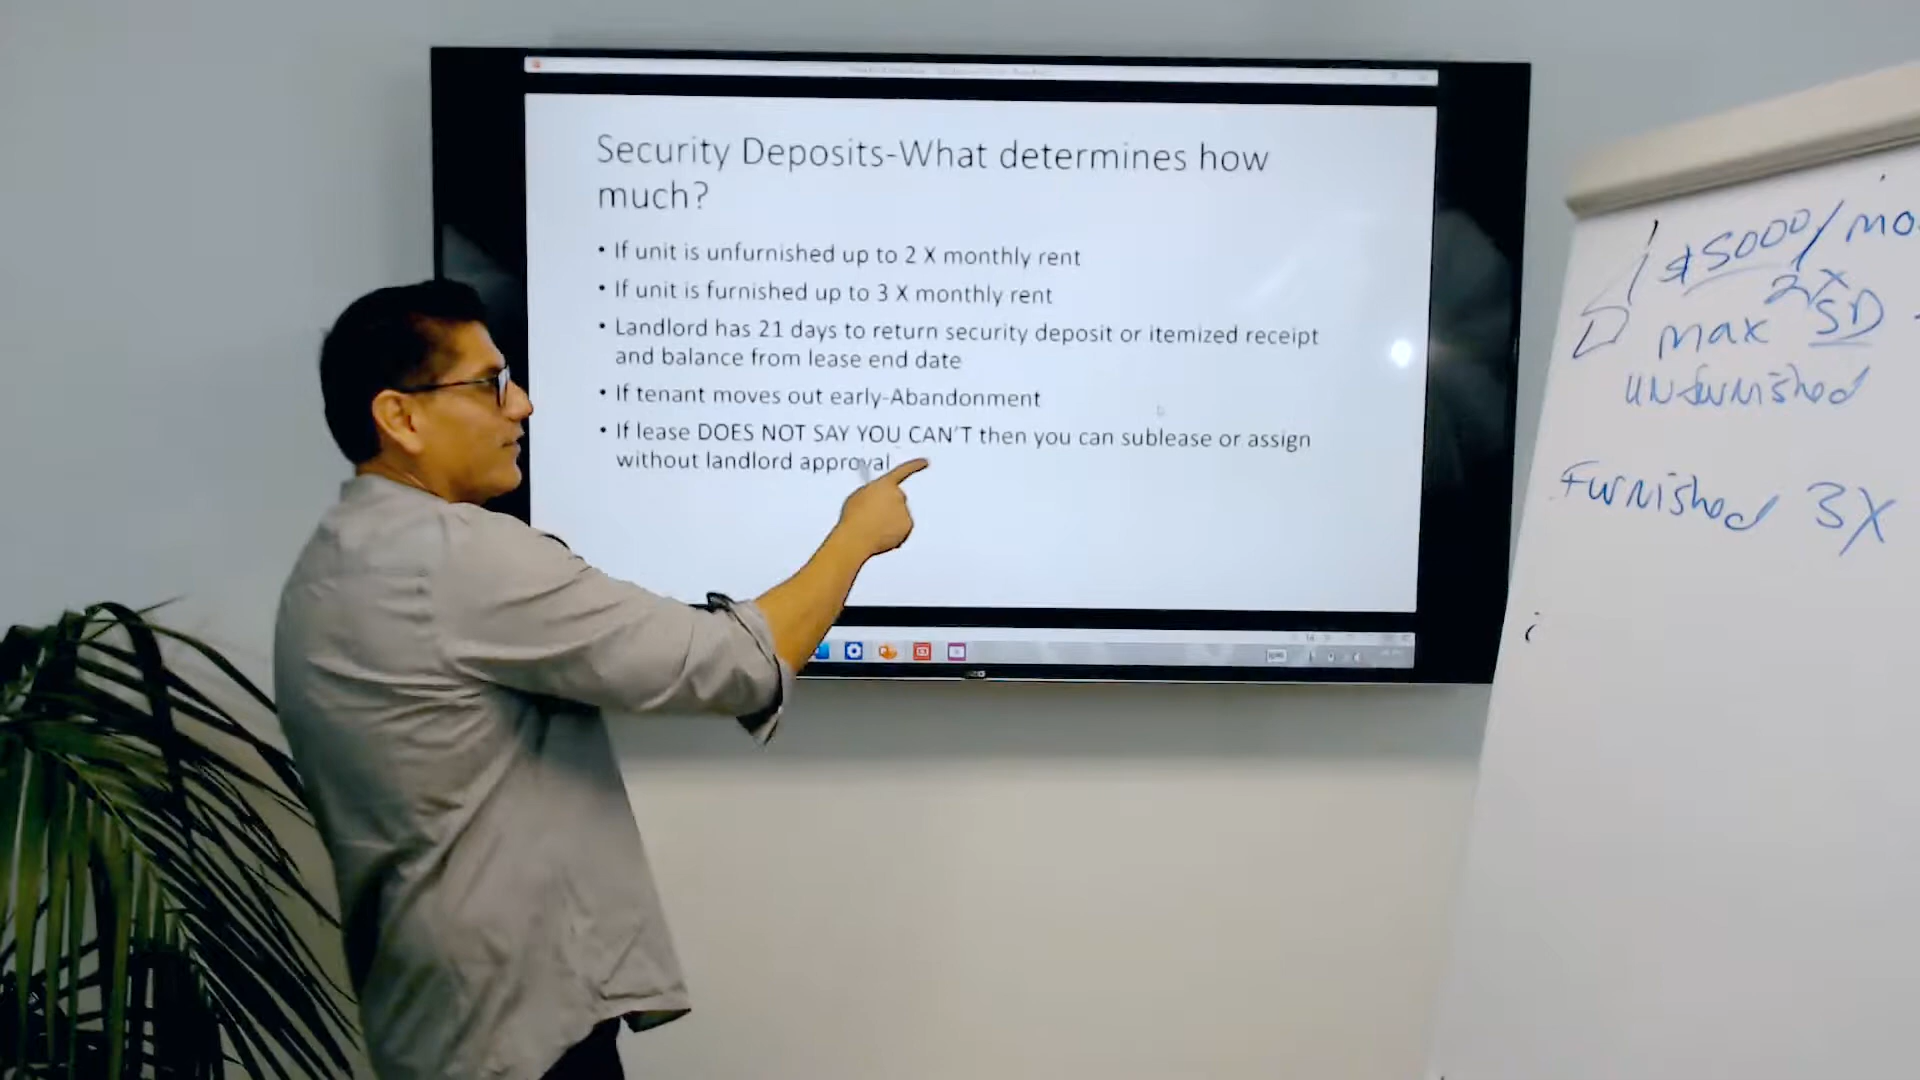 Security Deposits-What determines how
much?
• If unit is unfurnished up to 2 X monthly rent
• If unit is furnished up to 3 X monthly rent
• Landlord has 21 days to return security deposit or itemized receipt
and balance from lease end date
• If tenant moves out early-Abandonment
• If lease DOES NOT SAY YOU CAN'T then you can sublease or assign
without landlord approval
$5000/mo
2X
max SD
unfurnished
Furnished 3X